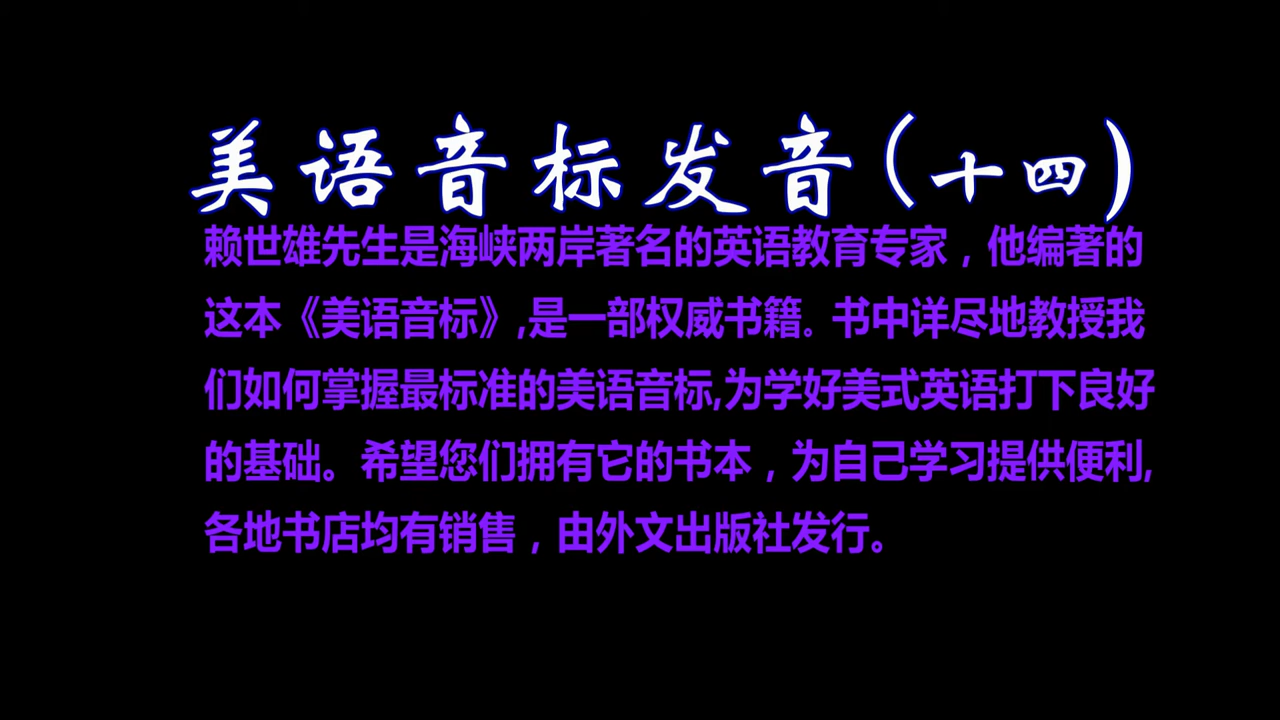 美语音标发音(十四)
赖世雄先生是海峡两岸著名的英语教育专家，他编著的
这本《美语音标》,是一部权威书籍。书中详尽地教授我
们如何掌握最标准的美语音标,为学好美式英语打下良好
的基础。希望您们拥有它的书本，为自己学习提供便利,
各地书店均有销售，由外文出版社发行。